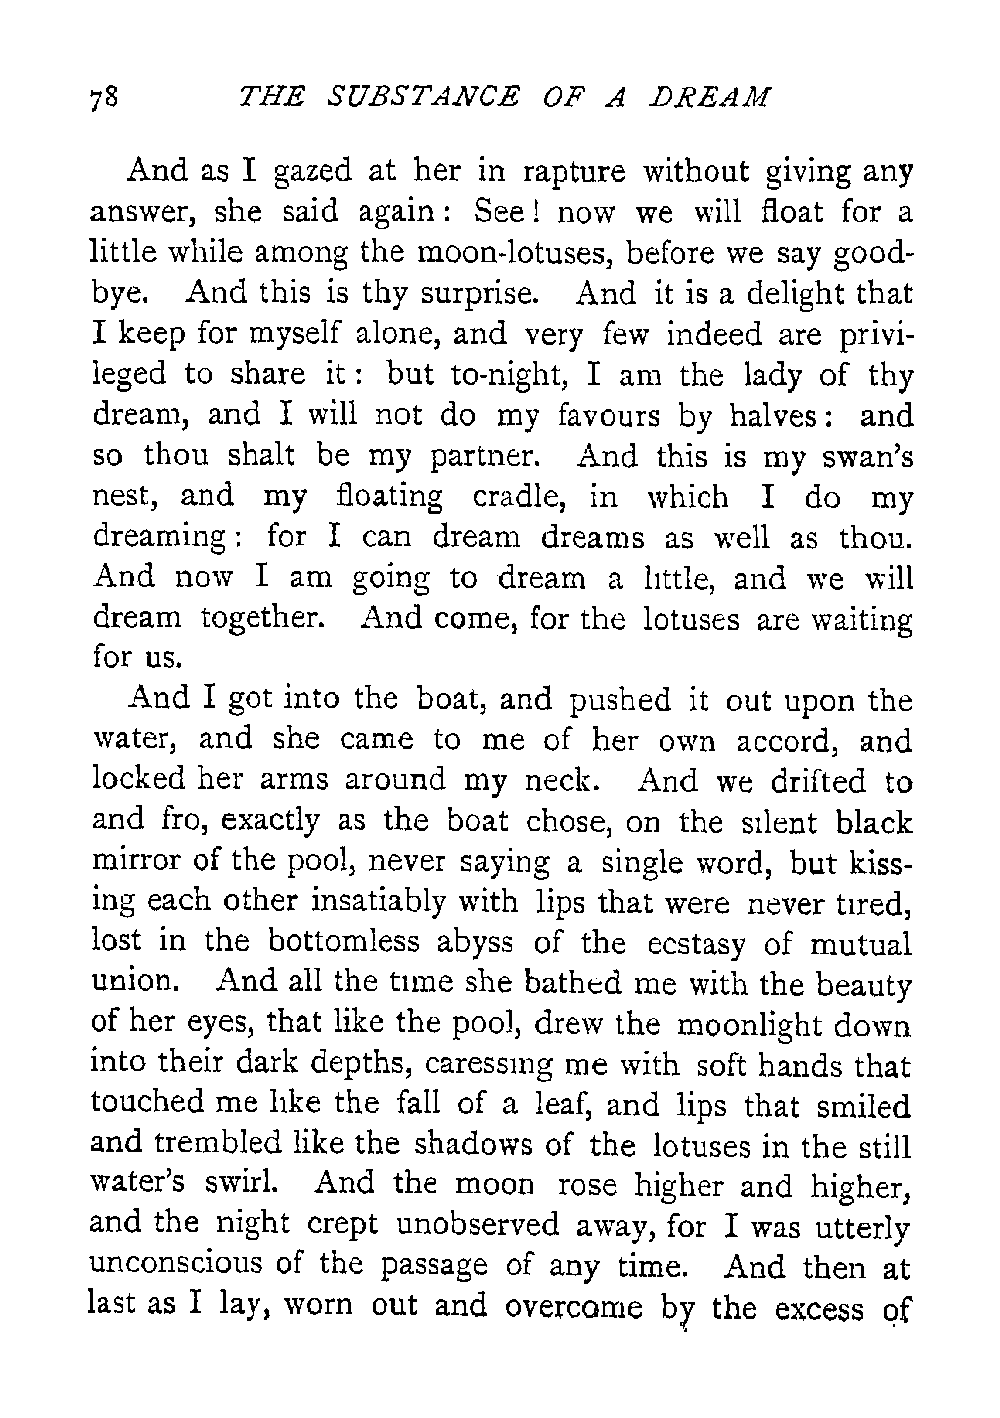 78 THE SUBSTANCE OF A DREAM
And as I gazed at her in rapture without giving any
answer, she said again: See! now we will float for a
little while among the moon-lotuses, before we say good-
bye. And this is thy surprise. And it is a delight that
I keep for myself alone, and very few indeed are privi-
leged to share it: but to-night, I am the lady of thy
dream, and I will not do my favours by halves: and
so thou shalt be my partner. And this is my swan's
nest, and my floating cradle, in which I do my
dreaming: for I can dream dreams as well as thou.
And now I am going to dream a little, and we will
dream together. And come, for the lotuses are waiting
for us.
And I got into the boat, and pushed it out upon the
water, and she came to me of her own accord, and
locked her arms around my neck. And we drifted to
and fro, exactly as the boat chose, on the silent black
mirror of the pool, never saying a single word, but kiss-
ing each other insatiably with lips that were never tired,
lost in the bottomless abyss of the ecstasy of mutual
union. And all the time she bathed me with the beauty
of her eyes, that like the pool, drew the moonlight down
into their dark depths, caressing me with soft hands that
touched me like the fall of a leaf, and lips that smiled
and trembled like the shadows of the lotuses in the still
water's swirl. And the moon rose higher and higher,
and the night crept unobserved away, for I was utterly
unconscious of the passage of any time. And then at
last as I lay, worn out and overcome by the excess of